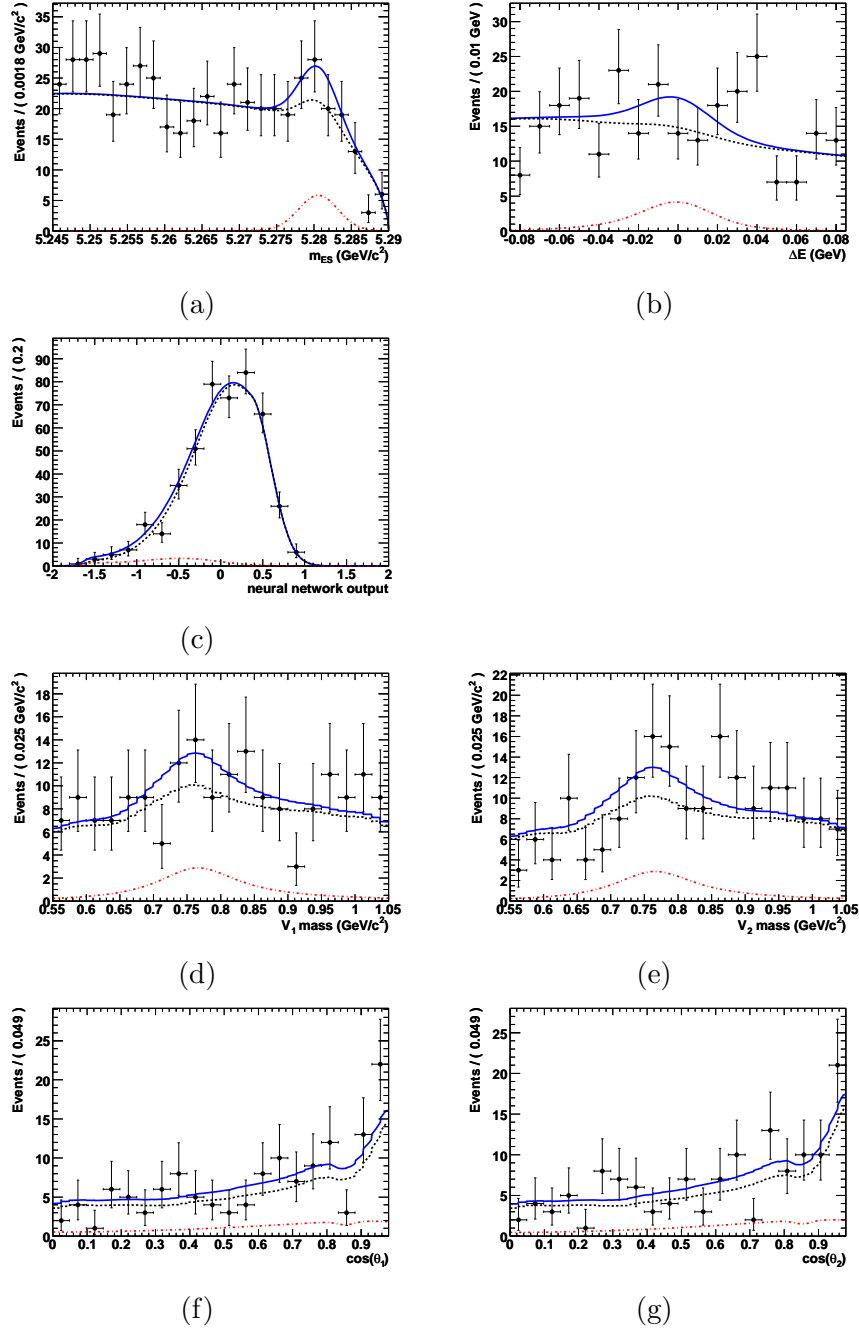 Events / ( 0.0018 GeV/c² )
35
30
25
20
15
10
5
0
5.245 5.25 5.255 5.26 5.265 5.27 5.275 5.28 5.285 5.29
m_ES (GeV/c²)
(a)
Events / ( 0.01 GeV )
30
25
20
15
10
5
0
-0.08 -0.06 -0.04 -0.02 0 0.02 0.04 0.06 0.08
ΔE (GeV)
(b)
Events / ( 0.2 )
90
80
70
60
50
40
30
20
10
0
-2 -1.5 -1 -0.5 0 0.5 1 1.5 2
neural network output
(c)
Events / ( 0.025 GeV/c² )
18
16
14
12
10
8
6
4
2
0
0.55 0.6 0.65 0.7 0.75 0.8 0.85 0.9 0.95 1 1.05
V₁ mass (GeV/c²)
(d)
Events / ( 0.025 GeV/c² )
22
20
18
16
14
12
10
8
6
4
2
0
0.55 0.6 0.65 0.7 0.75 0.8 0.85 0.9 0.95 1 1.05
V₂ mass (GeV/c²)
(e)
Events / ( 0.049 )
25
20
15
10
5
0
0 0.1 0.2 0.3 0.4 0.5 0.6 0.7 0.8 0.9
cos(θ₁)
(f)
Events / ( 0.049 )
25
20
15
10
5
0
0 0.1 0.2 0.3 0.4 0.5 0.6 0.7 0.8 0.9
cos(θ₂)
(g)